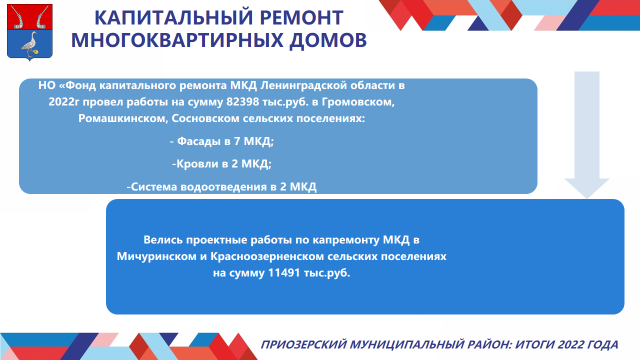 КАПИТАЛЬНЫЙ РЕМОНТ
МНОГОКВАРТИРНЫХ ДОМОВ
НО «Фонд капитального ремонта МКД Ленинградской области в
2022г провел работы на сумму 82398 тыс.руб. в Громовском,
Ромашкинском, Сосновском сельских поселениях:
- Фасады в 7 МКД;
-Кровли в 2 МКД;
-Система водоотведения в 2 МКД
Велись проектные работы по капремонту МКД в
Мичуринском и Красноозерненском сельских поселениях
на сумму 11491 тыс.руб.
ПРИОЗЕРСКИЙ МУНИЦИПАЛЬНЫЙ РАЙОН: ИТОГИ 2022 ГОДА